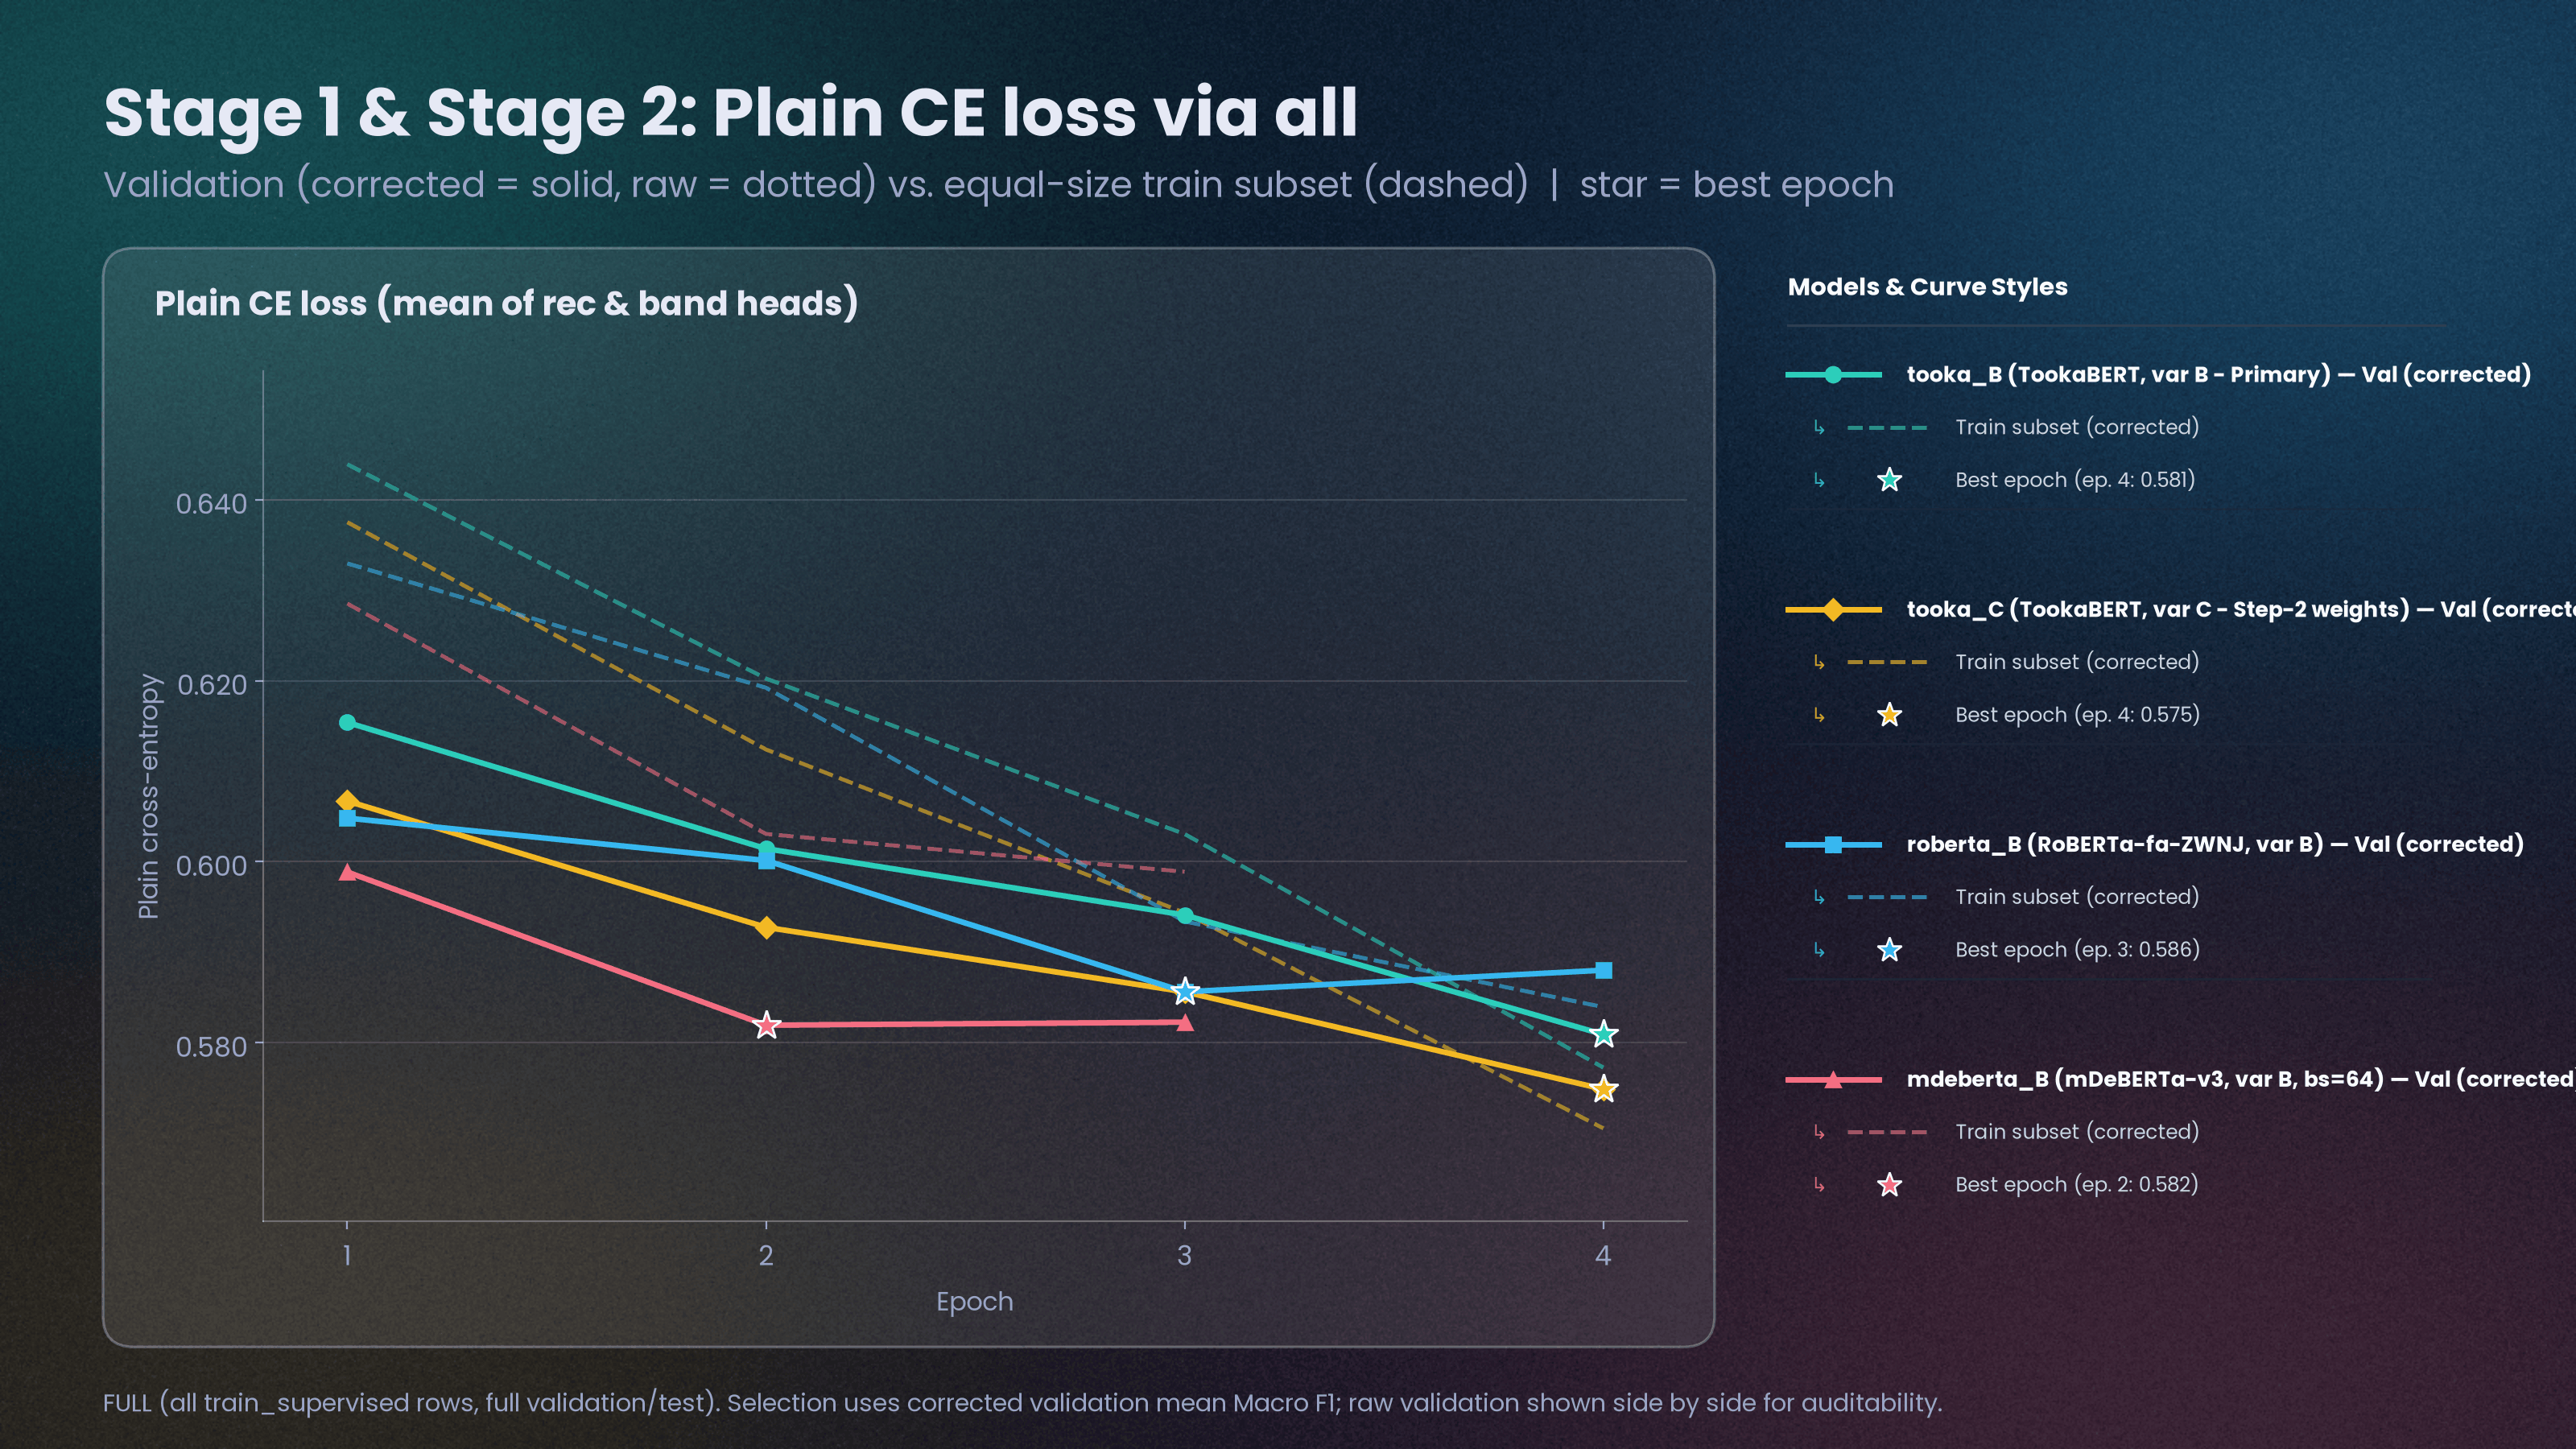 Stage 1 & Stage 2: Plain CE loss via all
Validation (corrected = solid, raw = dotted) vs. equal-size train subset (dashed) | star = best epoch
Plain CE loss (mean of rec & band heads)
Plain cross-entropy
0.640
0.620
0.600
0.580
1
2
3
4
Epoch
Models & Curve Styles
tooka_B (TookaBERT, var B - Primary) — Val (corrected)
↳ Train subset (corrected)
↳ Best epoch (ep. 4: 0.581)
tooka_C (TookaBERT, var C - Step-2 weights) — Val (correct
↳ Train subset (corrected)
↳ Best epoch (ep. 4: 0.575)
roberta_B (RoBERTa-fa-ZWNJ, var B) — Val (corrected)
↳ Train subset (corrected)
↳ Best epoch (ep. 3: 0.586)
mdeberta_B (mDeBERTa-v3, var B, bs=64) — Val (corrected)
↳ Train subset (corrected)
↳ Best epoch (ep. 2: 0.582)
FULL (all train_supervised rows, full validation/test). Selection uses corrected validation mean Macro F1; raw validation shown side by side for auditability.